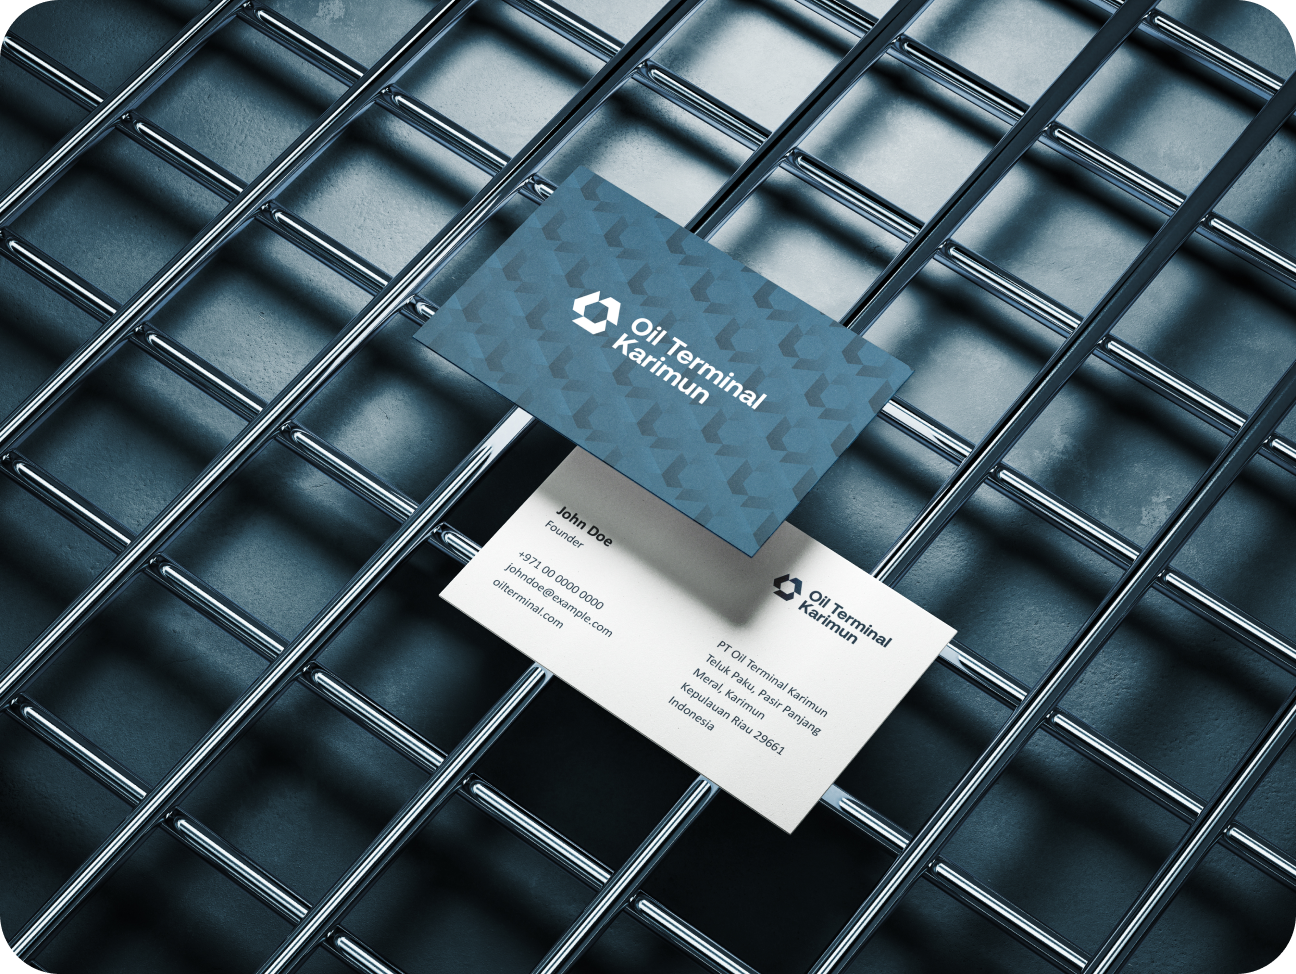 Oil Terminal
Karimun
John Doe
Founder
+971 00 0000 0000
johndoe@example.com
oilterminal.com
Oil Terminal
Karimun
PT Oil Terminal Karimun
Teluk Paku, Pasir Panjang
Meral, Karimun
Kepulauan Riau 29661
Indonesia